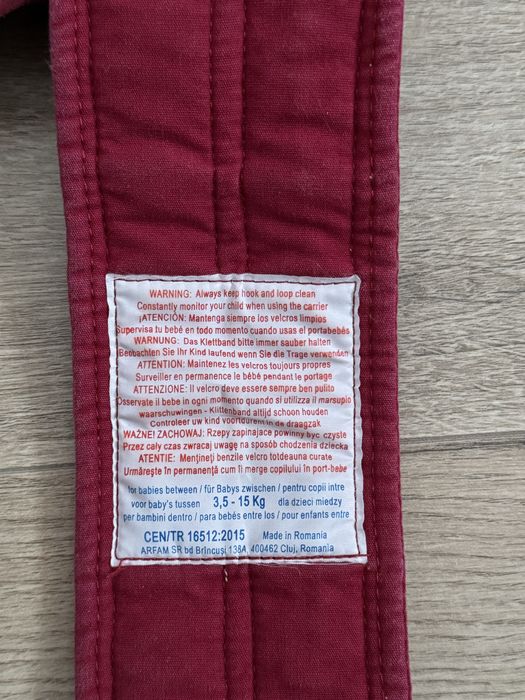 WARNING: Always keep hook and loop clean
Constantly monitor your child when using the carrier
¡ATENCIÓN: Mantenga siempre los velcros limpios
Supervisa tu bebé en todo momento cuando usas el portabebés
WARNUNG: Das Klettband bitte immer sauber halten
Beobachten Sie Ihr Kind laufend wenn Sie die Trage verwenden
ATTENTION: Maintenez les velcros toujours propres
Surveiller en permanence le bébé pendant le portage
ATTENZIONE: Il velcro deve essere sempre ben pulito
Osservate il bebe in ogni momento quando si utilizza il marsupio
waarschuwingen - Klittenband altijd schoon houden
Controleer uw kind voortdurent in de draagzak
WAŻNE! ZACHOWAJ: Rzepy zapinające powinny być czyste
Przez cały czas zwracaj uwagę na sposób chodzenia dziecka
ATENTIE: Mențineți benzile velcro totdeauna curate
Urmărește în permanență cum îi merge copilului în port-bebe
for babies between / für Babys zwischen / pentru copii intre
voor baby's tussen 3,5 - 15 Kg dla dzieci miedzy
per bambini dentro / para bebés entre los / pour enfants entre
CEN/TR 16512:2015 Made in Romania
ARFAM SR bd Brîncuși 138A, 400462 Cluj, Romania